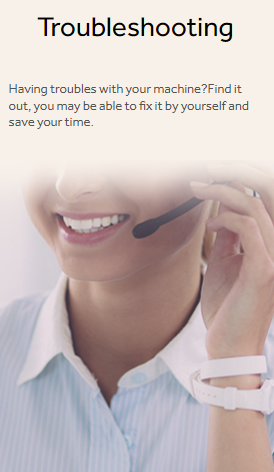 Troubleshooting
Having troubles with your machine?Find it
out, you may be able to fix it by yourself and
save your time.